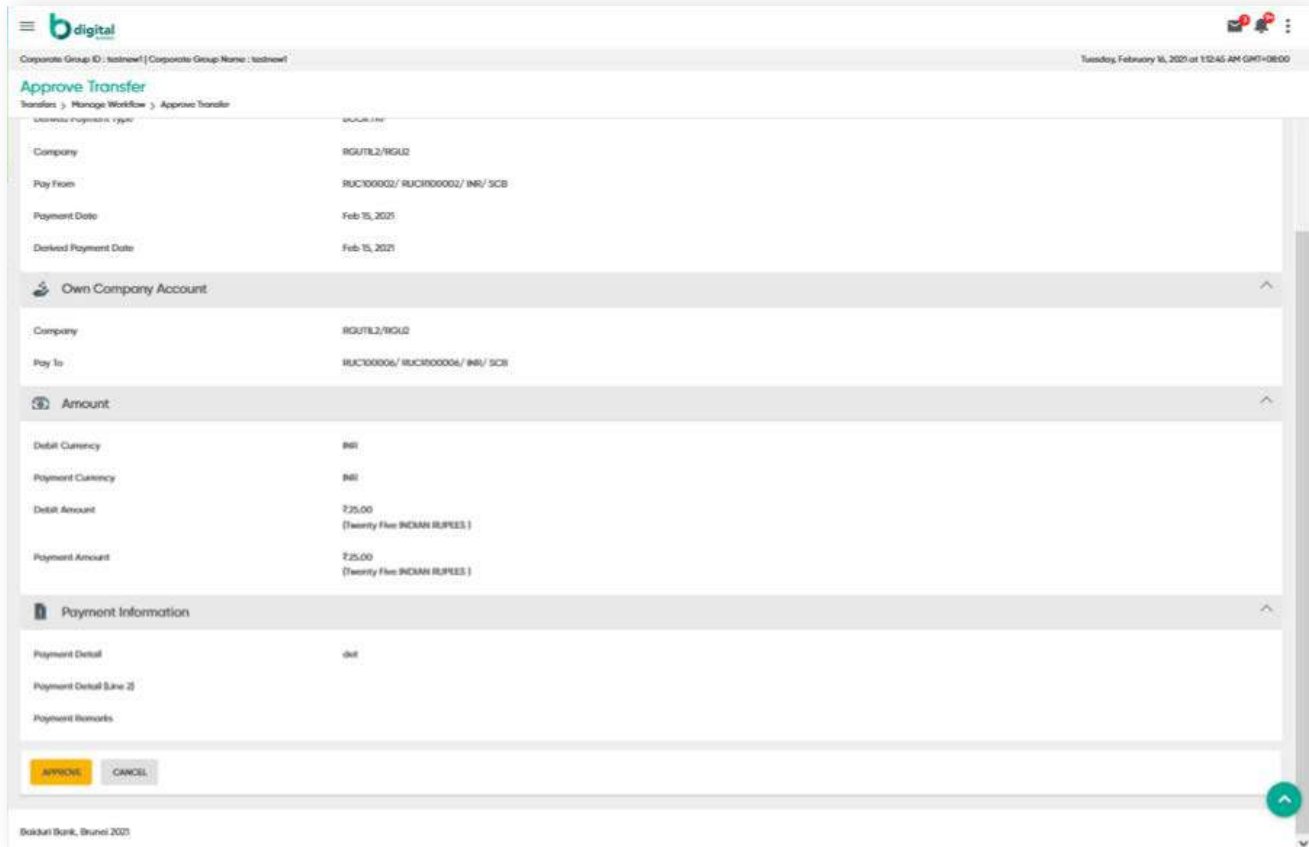 b digital
Corporate Group ID : testnew1 | Corporate Group Name : testnew1
Tuesday, February 16, 2021 at 1:12:45 AM GMT+08:00
Approve Transfer
Transfers > Manage Workflow > Approve Transfer
Derived Payment Type
Company RGUTIL2/RGU2
Pay From RUC100002/ INR/ SCB
Payment Date Feb 15, 2021
Derived Payment Date Feb 15, 2021
Own Company Account
Company RGUTIL2/RGU2
Pay To RUC100006/ INR/ SCB
Amount
Debit Currency INR
Payment Currency INR
Debit Amount ₹25.00
(Twenty Five INDIAN RUPEES )
Payment Amount ₹25.00
(Twenty Five INDIAN RUPEES )
Payment Information
Payment Detail det
Payment Detail (Line 2)
Payment Remarks
APPROVE CANCEL
Baiduri Bank, Brunei 2021